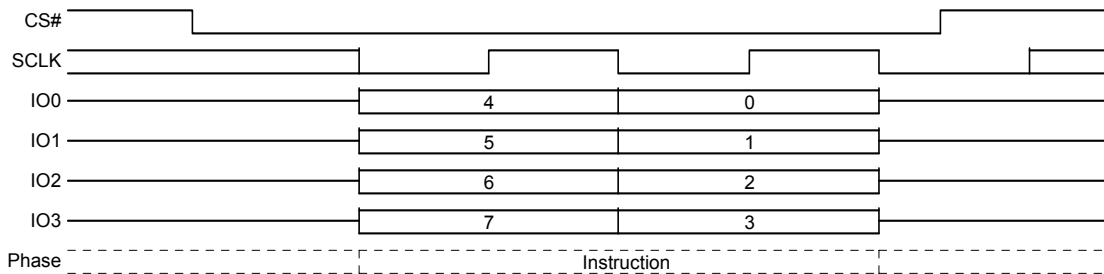 CS#
SCLK
IO0 4 0
IO1 5 1
IO2 6 2
IO3 7 3
Phase Instruction